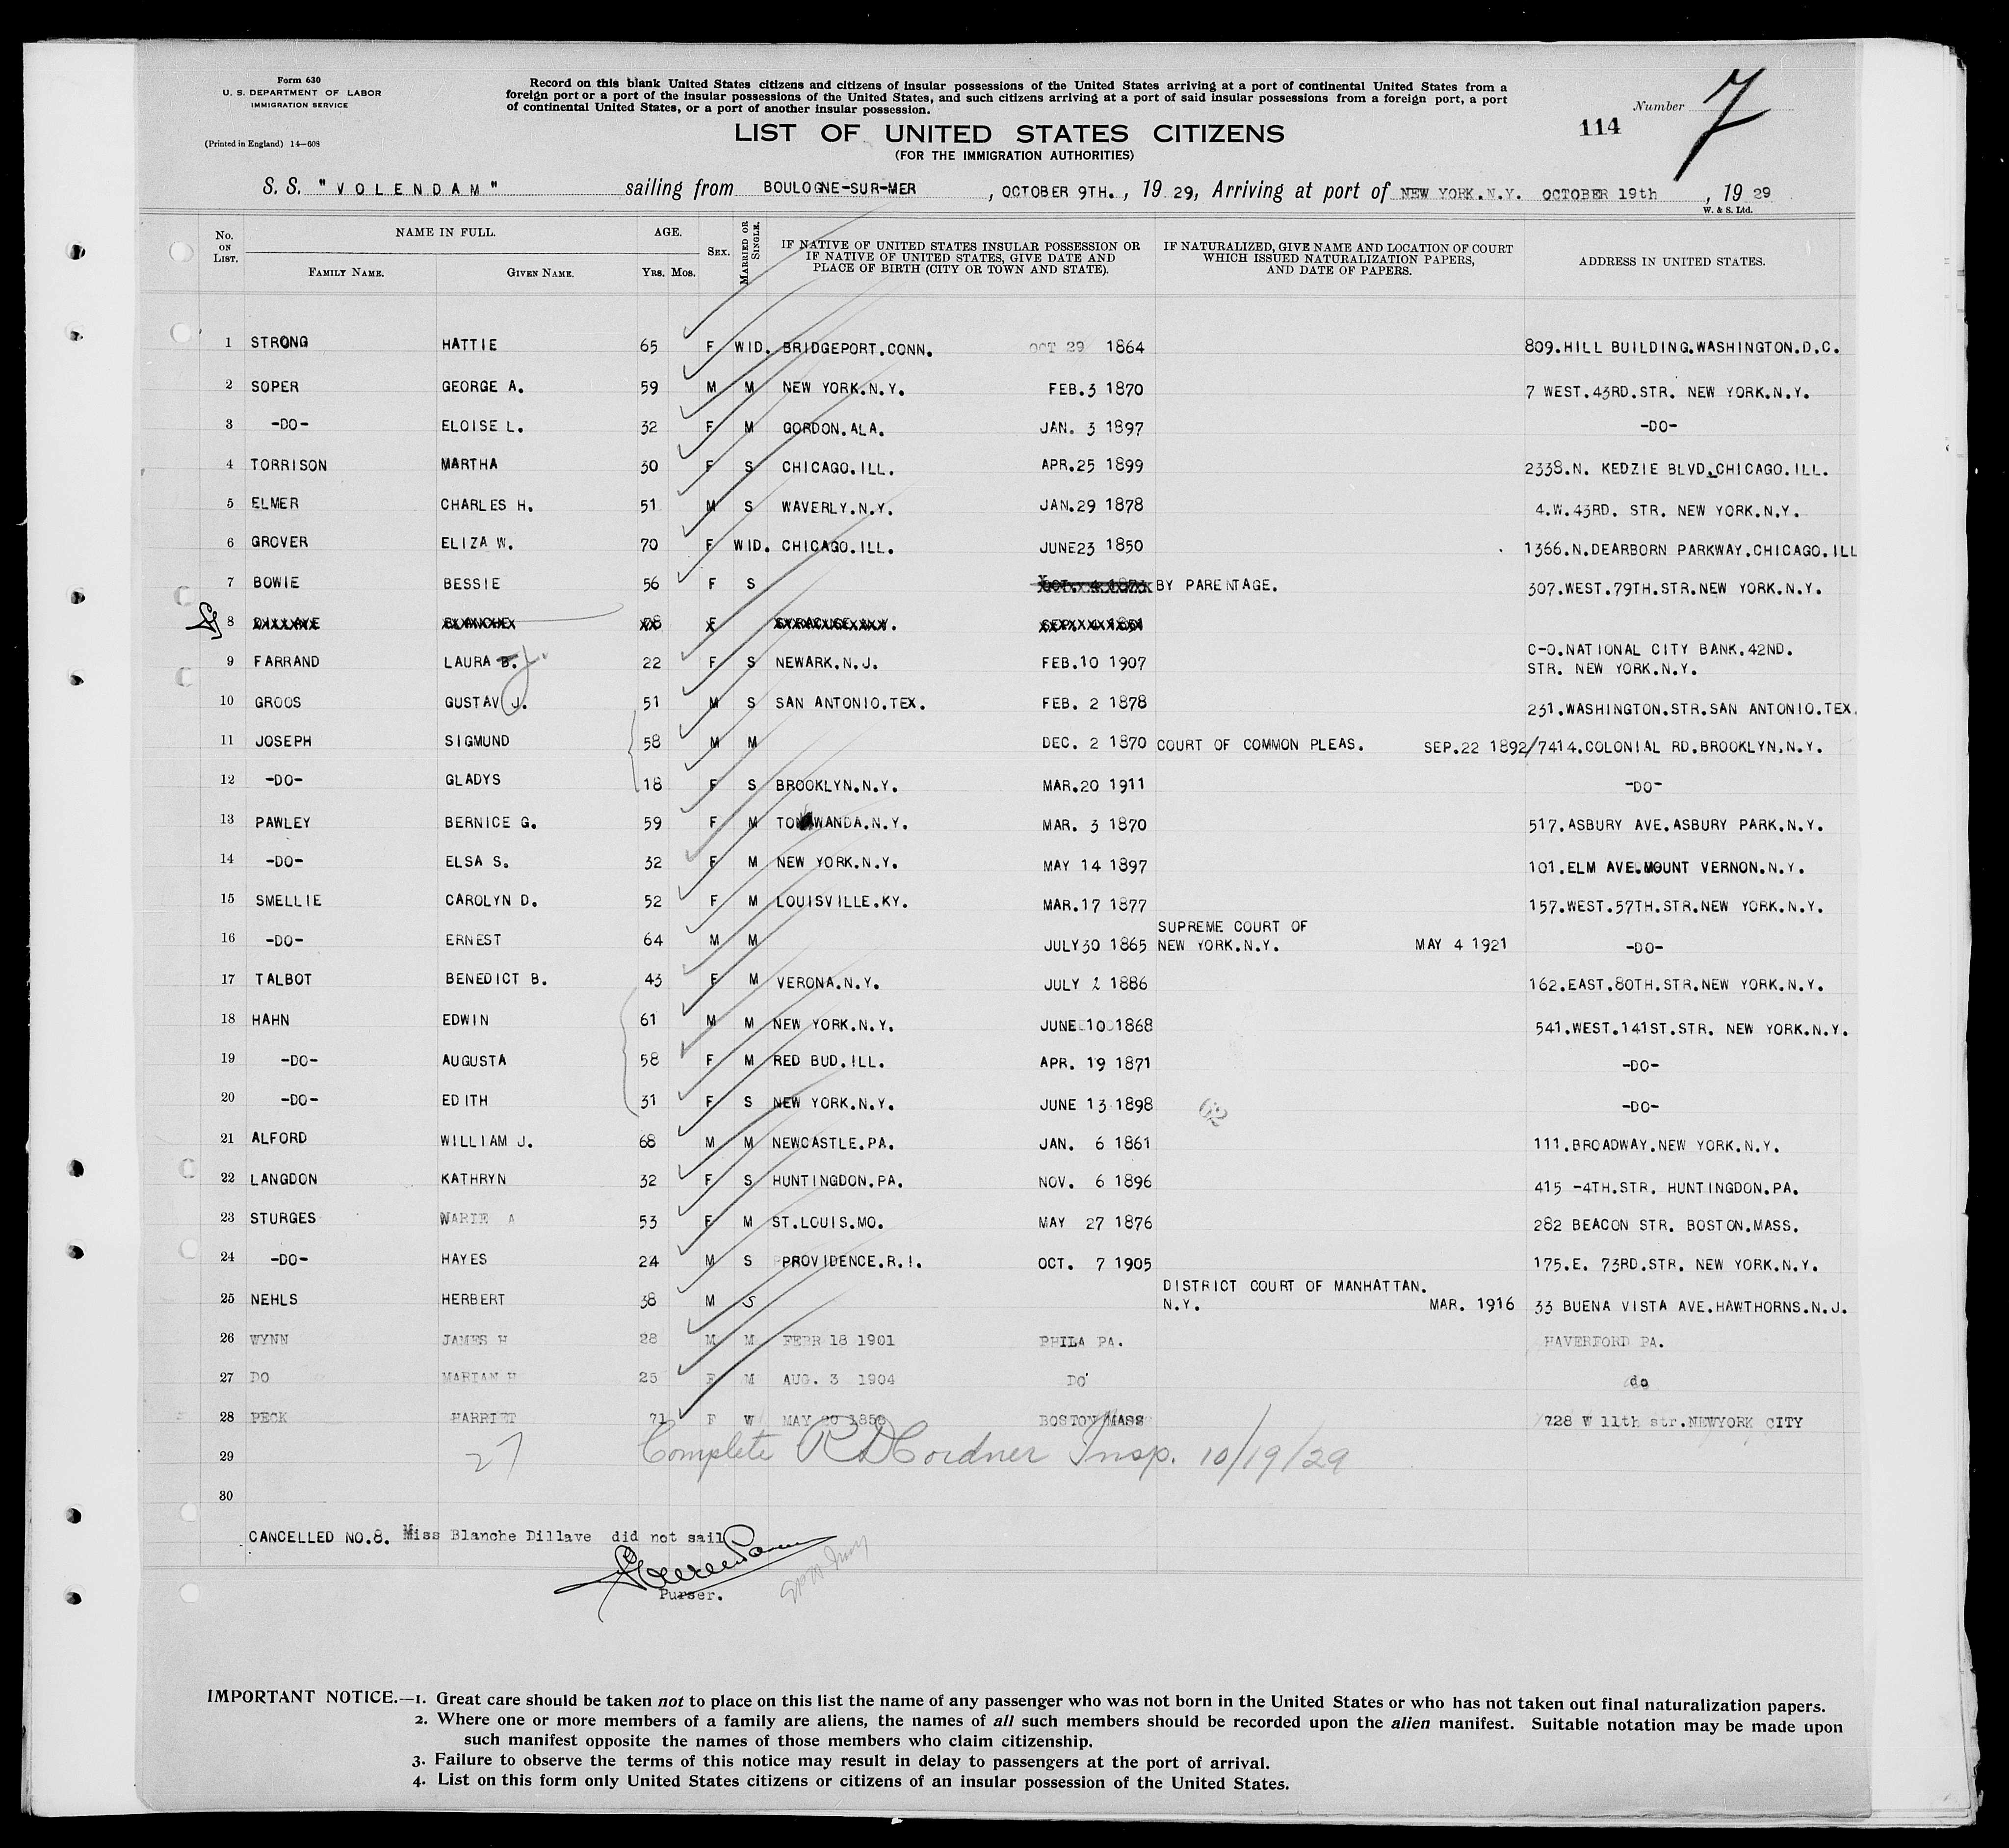 Form 630
U. S. DEPARTMENT OF LABOR
IMMIGRATION SERVICE
(Printed in England) 14—608
Record on this blank United States citizens and citizens of insular possessions of the United States arriving at a port of continental United States from a
foreign port or a port of the insular possessions of the United States, and such citizens arriving at a port of said insular possessions from a foreign port, a port
of continental United States, or a port of another insular possession.
Number 7
114
LIST OF UNITED STATES CITIZENS
(FOR THE IMMIGRATION AUTHORITIES)
S. S. "VOLENDAM" sailing from BOULOGNE-SUR-MER, OCTOBER 9TH., 19 29, Arriving at port of NEW YORK.N.Y. OCTOBER 19th, 19 29
W. & S. Ltd.
No. ON LIST. NAME IN FULL. AGE. SEX. MARRIED OR SINGLE. IF NATIVE OF UNITED STATES INSULAR POSSESSION OR IF NATIVE OF UNITED STATES, GIVE DATE AND PLACE OF BIRTH (CITY OR TOWN AND STATE). IF NATURALIZED, GIVE NAME AND LOCATION OF COURT WHICH ISSUED NATURALIZATION PAPERS, AND DATE OF PAPERS. ADDRESS IN UNITED STATES.
FAMILY NAME. GIVEN NAME. YRS. MOS.
1 STRONG HATTIE 65 F WID. BRIDGEPORT.CONN. OCT 29 1864 809.HILL BUILDING.WASHINGTON.D.C.
2 SOPER GEORGE A. 59 M M NEW YORK.N.Y. FEB.3 1870 7 WEST.43RD.STR. NEW YORK.N.Y.
3 -DO- ELOISE L. 32 F M GORDON.ALA. JAN. 3 1897 -DO-
4 TORRISON MARTHA 30 F S CHICAGO.ILL. APR.25 1899 2338.N. KEDZIE BLVD.CHICAGO.ILL.
5 ELMER CHARLES H. 51 M S WAVERLY.N.Y. JAN.29 1878 4.W.43RD. STR. NEW YORK.N.Y.
6 GROVER ELIZA W. 70 F WID. CHICAGO.ILL. JUNE23 1850 1366.N.DEARBORN PARKWAY.CHICAGO.ILL
7 BOWIE BESSIE 56 F S BY PARENTAGE. 307.WEST.79TH.STR.NEW YORK.N.Y.
8
9 FARRAND LAURA B. J. 22 F S NEWARK.N.J. FEB.10 1907 C-O.NATIONAL CITY BANK.42ND.
STR. NEW YORK.N.Y.
10 GROOS GUSTAV J. 51 M S SAN ANTONIO.TEX. FEB. 2 1878 231.WASHINGTON.STR.SAN ANTONIO.TEX.
11 JOSEPH SIGMUND 58 M M DEC. 2 1870 COURT OF COMMON PLEAS. SEP.22 1892/7414.COLONIAL RD.BROOKLYN.N.Y.
12 -DO- GLADYS 18 F S BROOKLYN.N.Y. MAR.20 1911 -DO-
13 PAWLEY BERNICE G. 59 F M MAR. 3 1870 517.ASBURY AVE.ASBURY PARK.N.Y.
14 -DO- ELSA S. 32 F M NEW YORK.N.Y. MAY 14 1897 101.ELM AVE.MOUNT VERNON.N.Y.
15 SMELLIE CAROLYN D. 52 F M LOUISVILLE.KY. MAR.17 1877 157.WEST.57TH.STR.NEW YORK.N.Y.
SUPREME COURT OF
16 -DO- ERNEST 64 M M JULY30 1865 NEW YORK.N.Y. MAY 4 1921 -DO-
17 TALBOT BENEDICT B. 43 F M VERONA.N.Y. JULY 1886 162.EAST.80TH.STR.NEW YORK.N.Y.
18 HAHN EDWIN 61 M M NEW YORK.N.Y. JUNE 10 1868 541.WEST.141ST.STR. NEW YORK.N.Y.
19 -DO- AUGUSTA 58 F M RED BUD.ILL. APR. 19 1871 -DO-
20 -DO- EDITH 31 F S NEW YORK.N.Y. JUNE 13 1898 -DO-
21 ALFORD WILLIAM J. 68 M M NEWCASTLE.PA. JAN. 6 1861 111.BROADWAY.NEW YORK.N.Y.
22 LANGDON KATHRYN 32 F S HUNTINGDON.PA. NOV. 6 1896 415 -4TH.STR. HUNTINGDON.PA.
23 STURGES A 53 F M ST.LOUIS.MO. MAY 27 1876 282 BEACON STR. BOSTON.MASS.
24 -DO- HAYES 24 M S PROVIDENCE.R.I. OCT. 7 1905 175.E. 73RD.STR. NEW YORK.N.Y.
DISTRICT COURT OF MANHATTAN.
25 NEHLS HERBERT 38 M S N.Y. MAR. 1916 33 BUENA VISTA AVE.HAWTHORNS.N.J.
26 WYNN JAMES H 28 M M FEBR 18 1901 PHILA PA. HAVERFORD PA.
27 DO MARIAN H 25 F M AUG. 3 1904 DO do
28 PECK HARRIET 71 F W MAY BOSTON MASS 728 W 11th str.NEWYORK CITY
29 27 Complete R D Cordner Insp. 10/19/29
30
CANCELLED NO.8. Miss Blanche Dillave did not sail
Purser.
IMPORTANT NOTICE.—1. Great care should be taken not to place on this list the name of any passenger who was not born in the United States or who has not taken out final naturalization papers.
2. Where one or more members of a family are aliens, the names of all such members should be recorded upon the alien manifest. Suitable notation may be made upon
such manifest opposite the names of those members who claim citizenship.
3. Failure to observe the terms of this notice may result in delay to passengers at the port of arrival.
4. List on this form only United States citizens or citizens of an insular possession of the United States.